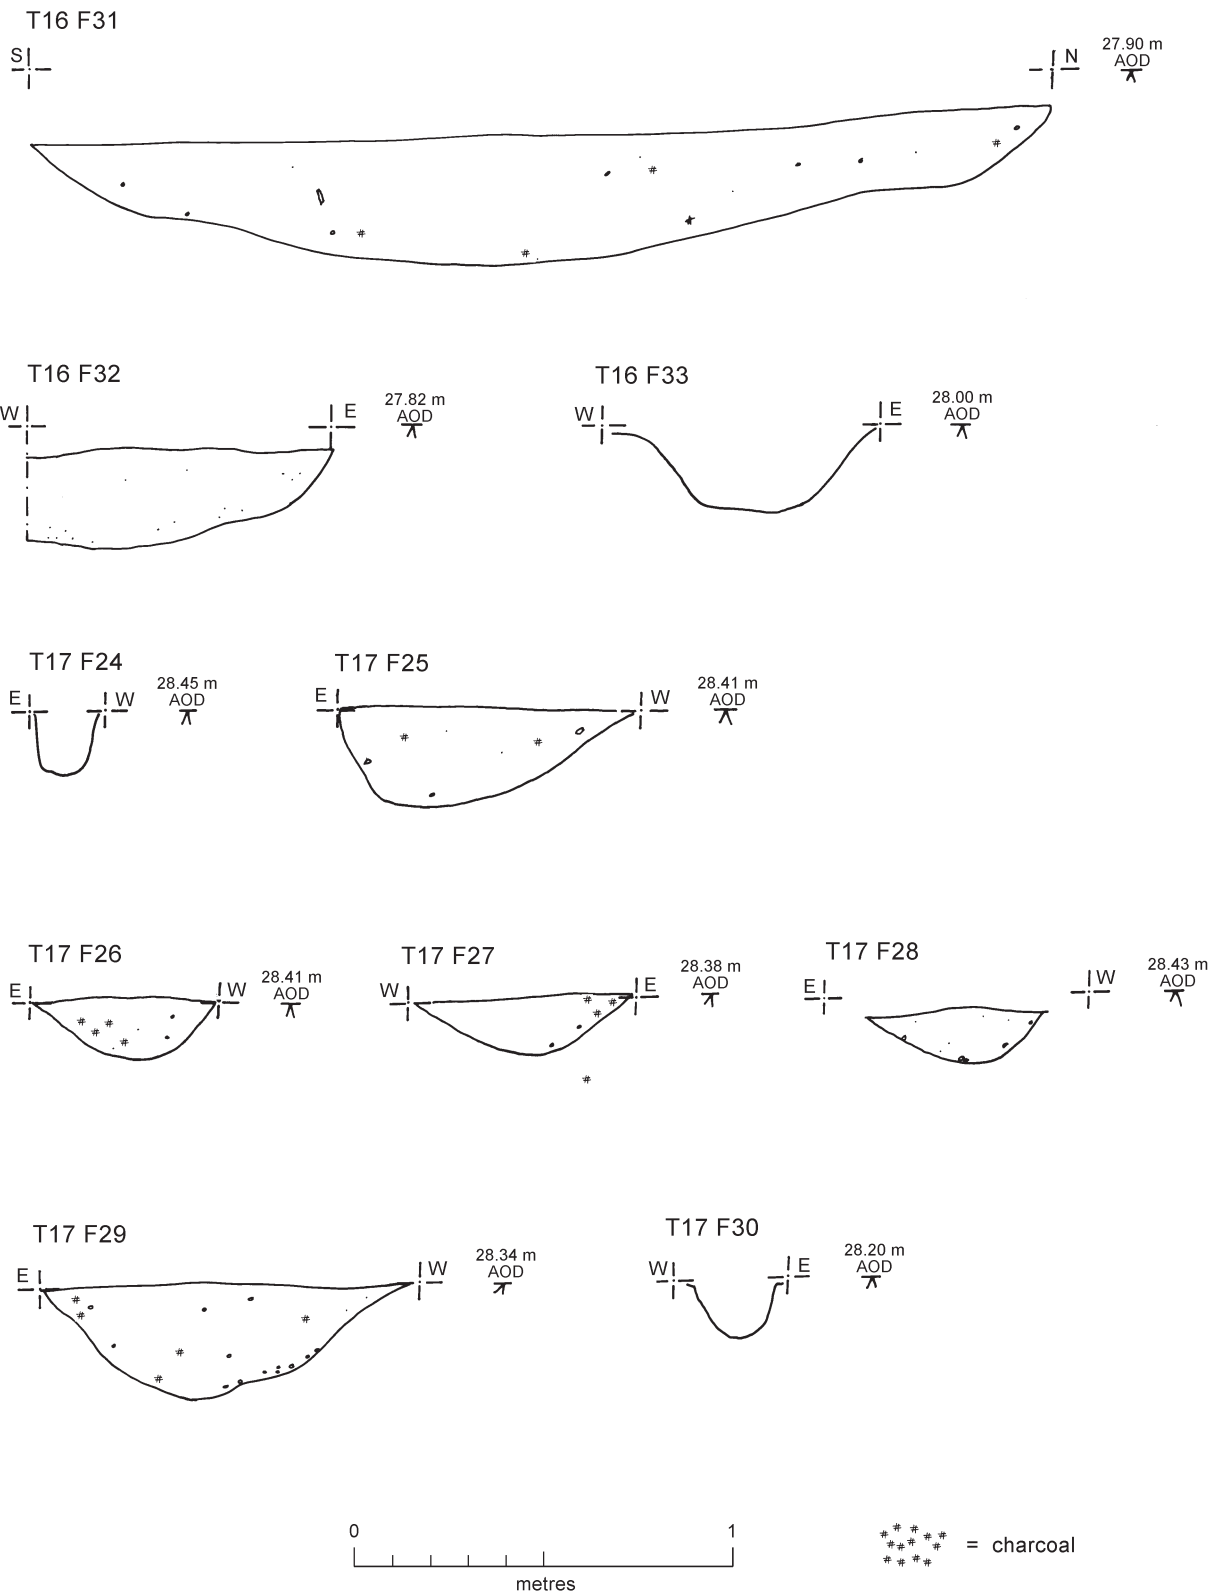 T16 F31
S
N
27.90 m
AOD
T16 F32
W
E
27.82 m
AOD
T16 F33
W
E
28.00 m
AOD
T17 F24
E
W
28.45 m
AOD
T17 F25
E
W
28.41 m
AOD
T17 F26
E
W
28.41 m
AOD
T17 F27
W
E
28.38 m
AOD
T17 F28
E
W
28.43 m
AOD
T17 F29
E
W
28.34 m
AOD
T17 F30
W
E
28.20 m
AOD
0 1
metres
= charcoal